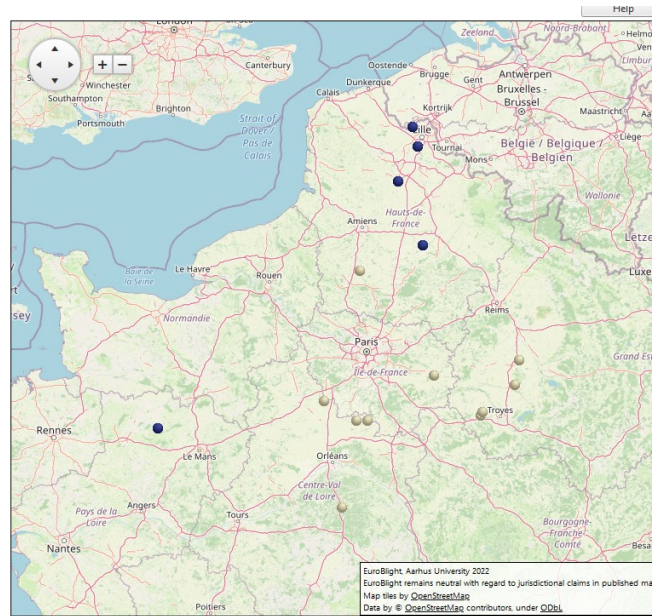 Help
London
Canterbury
Winchester
Southampton
Portsmouth
Brighton
Strait of
Dover /
Pas de
Calais
Calais
Dunkerque
Oostende
Zeeland
Noord-Brabant
Helmo
Brugge
Gent
Antwerpen
Limburg
Bruxelles -
Brussel
Maastricht
Kortrijk
Tournai
België / Belgique /
Belgien
Liège
Mons
Wallonie
Hauts-de-
France
Amiens
Le Havre
Rouen
Baie de
la Seine
Normandie
Reims
Paris
Île-de-France
Grand Est
Troyes
Rennes
Le Mans
Orléans
Centre-Val
de Loire
Angers
Pays de la
Loire
Tours
Nantes
Bourgogne-
Franche-
Comté
Besa
Poitiers
EuroBlight, Aarhus University 2022
EuroBlight remains neutral with regard to jurisdictional claims in published ma
Map tiles by OpenStreetMap
Data by © OpenStreetMap contributors, under ODbL